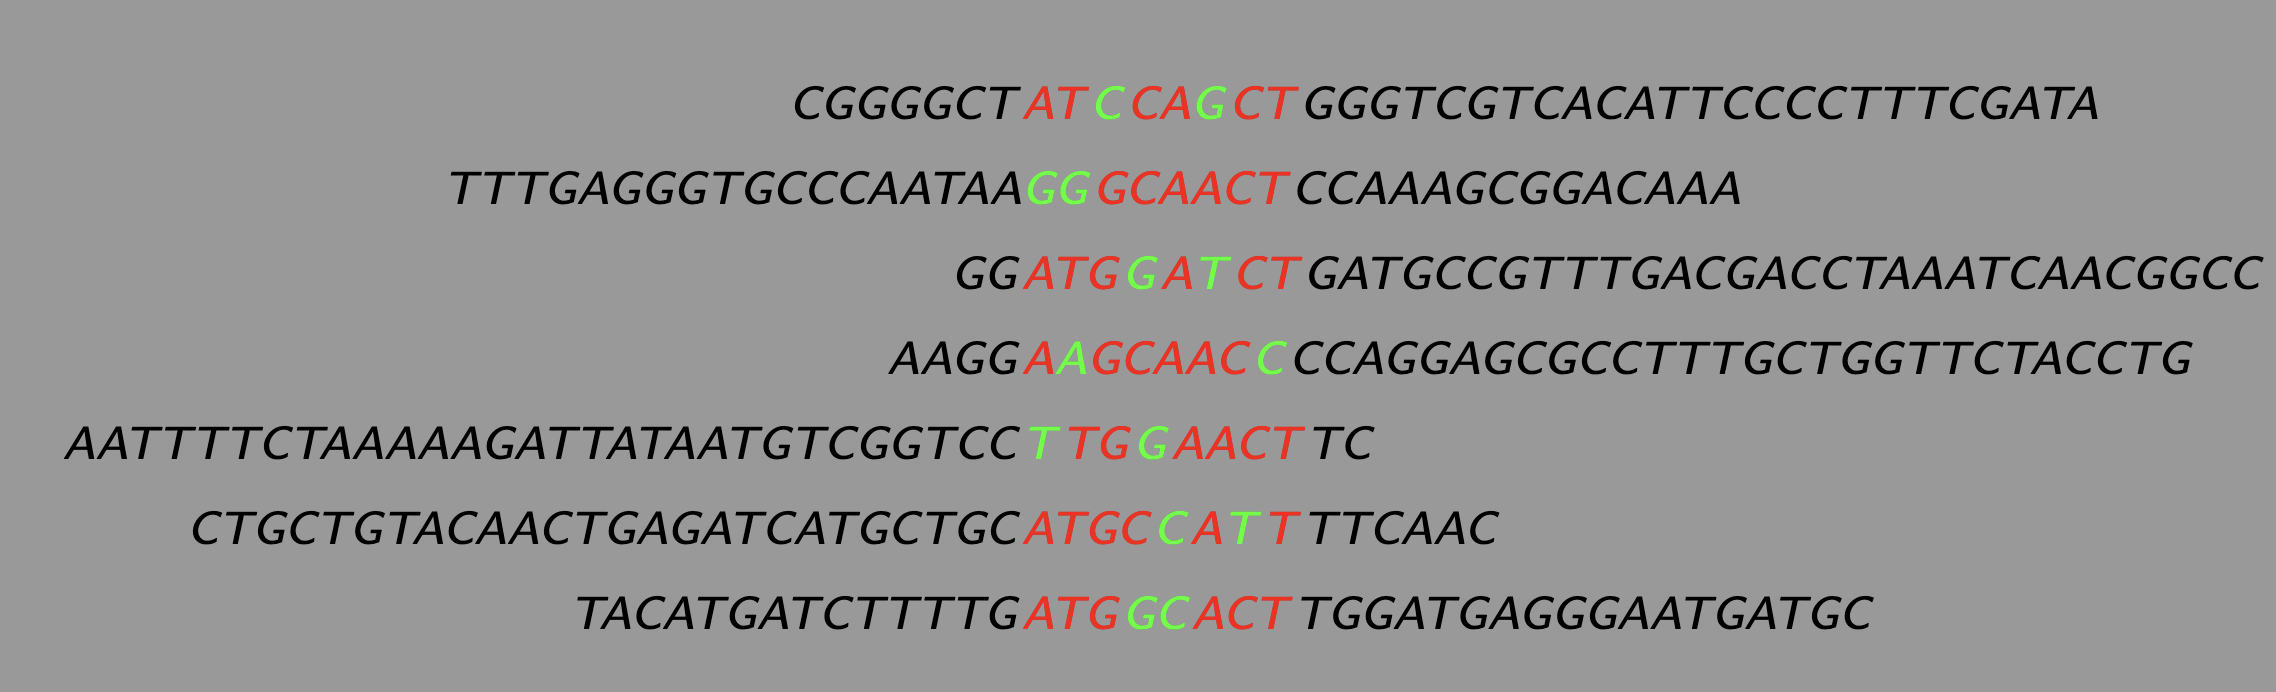 CGGGGCTATCCAGCTGGGTCGTCACATTCCCCTTTCGATA
TTTGAGGGTGCCCAATAAGGGCAACTCCAAAGCGGACAAA
GGATGGATCTGATGCCGTTTGACGACCTAAATCAACGGCC
AAGGAAGCAACCCCAGGAGCGCCTTTGCTGGTTCTACCTG
AATTTTCTAAAAAGATTATAATGTCGGTCCTTGGAACTTC
CTGCTGTACAACTGAGATCATGCTGCATGCCATTTTCAAC
TACATGATCTTTTGATGGCACTTGGATGAGGGAATGATGC